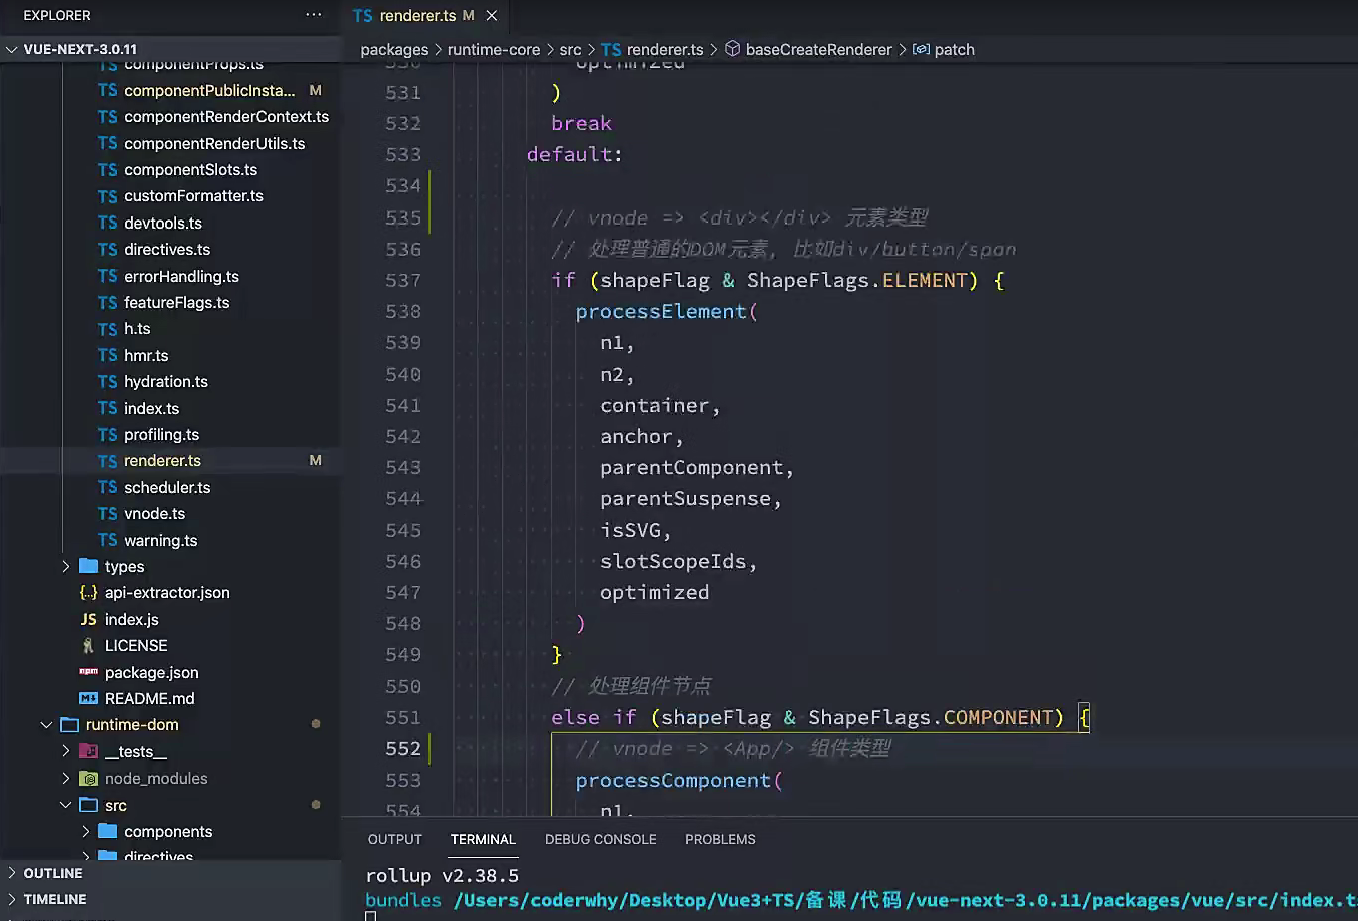 EXPLORER
VUE-NEXT-3.0.11
TS componentProps.ts
TS componentPublicInsta... M
TS componentRenderContext.ts
TS componentRenderUtils.ts
TS componentSlots.ts
TS customFormatter.ts
TS devtools.ts
TS directives.ts
TS errorHandling.ts
TS featureFlags.ts
TS h.ts
TS hmr.ts
TS hydration.ts
TS index.ts
TS profiling.ts
TS renderer.ts M
TS scheduler.ts
TS vnode.ts
TS warning.ts
types
{..} api-extractor.json
JS index.js
LICENSE
npm package.json
README.md
runtime-dom
__tests__
node_modules
src
components
directives
OUTLINE
TIMELINE
TS renderer.ts M
packages > runtime-core > src > TS renderer.ts > baseCreateRenderer > patch
530 optimized
531 )
532 break
533 default:
534
535 // vnode => <div></div> 元素类型
536 // 处理普通的DOM元素, 比如div/button/span
537 if (shapeFlag & ShapeFlags.ELEMENT) {
538 processElement(
539 n1,
540 n2,
541 container,
542 anchor,
543 parentComponent,
544 parentSuspense,
545 isSVG,
546 slotScopeIds,
547 optimized
548 )
549 }
550 // 处理组件节点
551 else if (shapeFlag & ShapeFlags.COMPONENT) {
552 // vnode => <App/> 组件类型
553 processComponent(
554 n1,
OUTPUT TERMINAL DEBUG CONSOLE PROBLEMS
rollup v2.38.5
bundles /Users/coderwhy/Desktop/Vue3+TS/备课/代码/vue-next-3.0.11/packages/vue/src/index.t